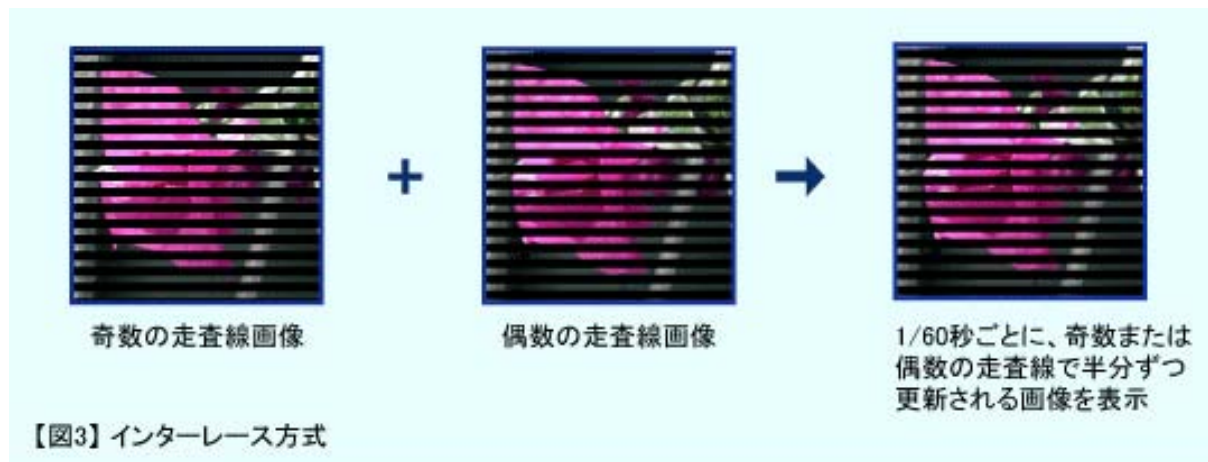 奇数の走査線画像
偶数の走査線画像
1/60秒ごとに、奇数または
偶数の走査線で半分ずつ
更新される画像を表示
【図3】 インターレース方式